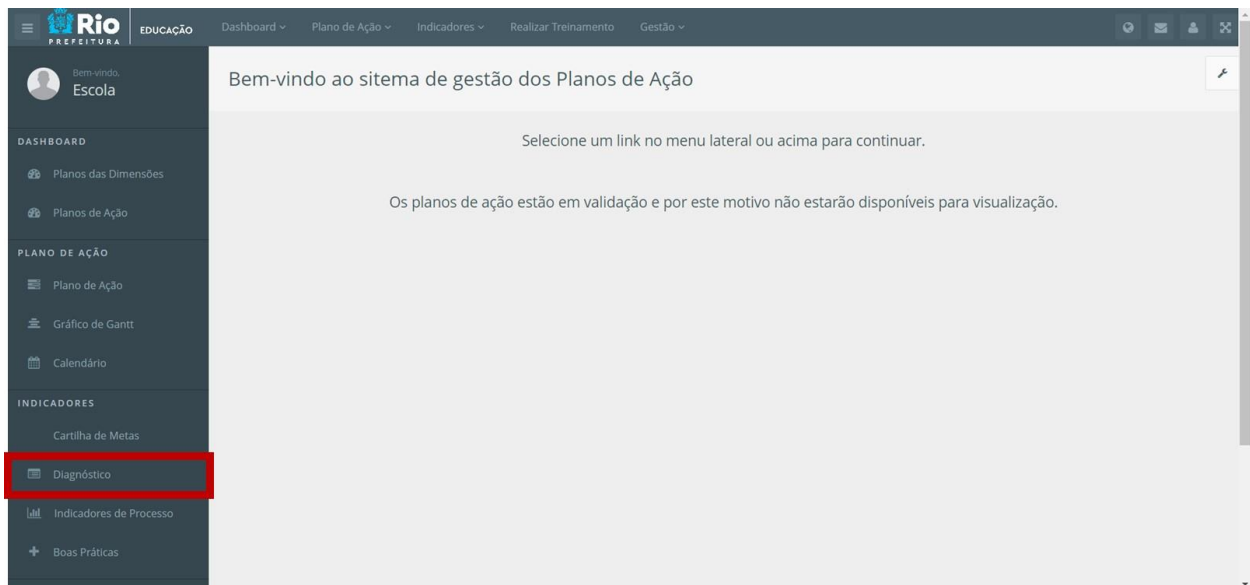 Rio
PREFEITURA
EDUCAÇÃO
Dashboard
Plano de Ação
Indicadores
Realizar Treinamento
Gestão
Bem-vindo,
Escola
Bem-vindo ao sitema de gestão dos Planos de Ação
Selecione um link no menu lateral ou acima para continuar.
Os planos de ação estão em validação e por este motivo não estarão disponíveis para visualização.
DASHBOARD
Planos das Dimensões
Planos de Ação
PLANO DE AÇÃO
Plano de Ação
Gráfico de Gantt
Calendário
INDICADORES
Cartilha de Metas
Diagnóstico
Indicadores de Processo
Boas Práticas